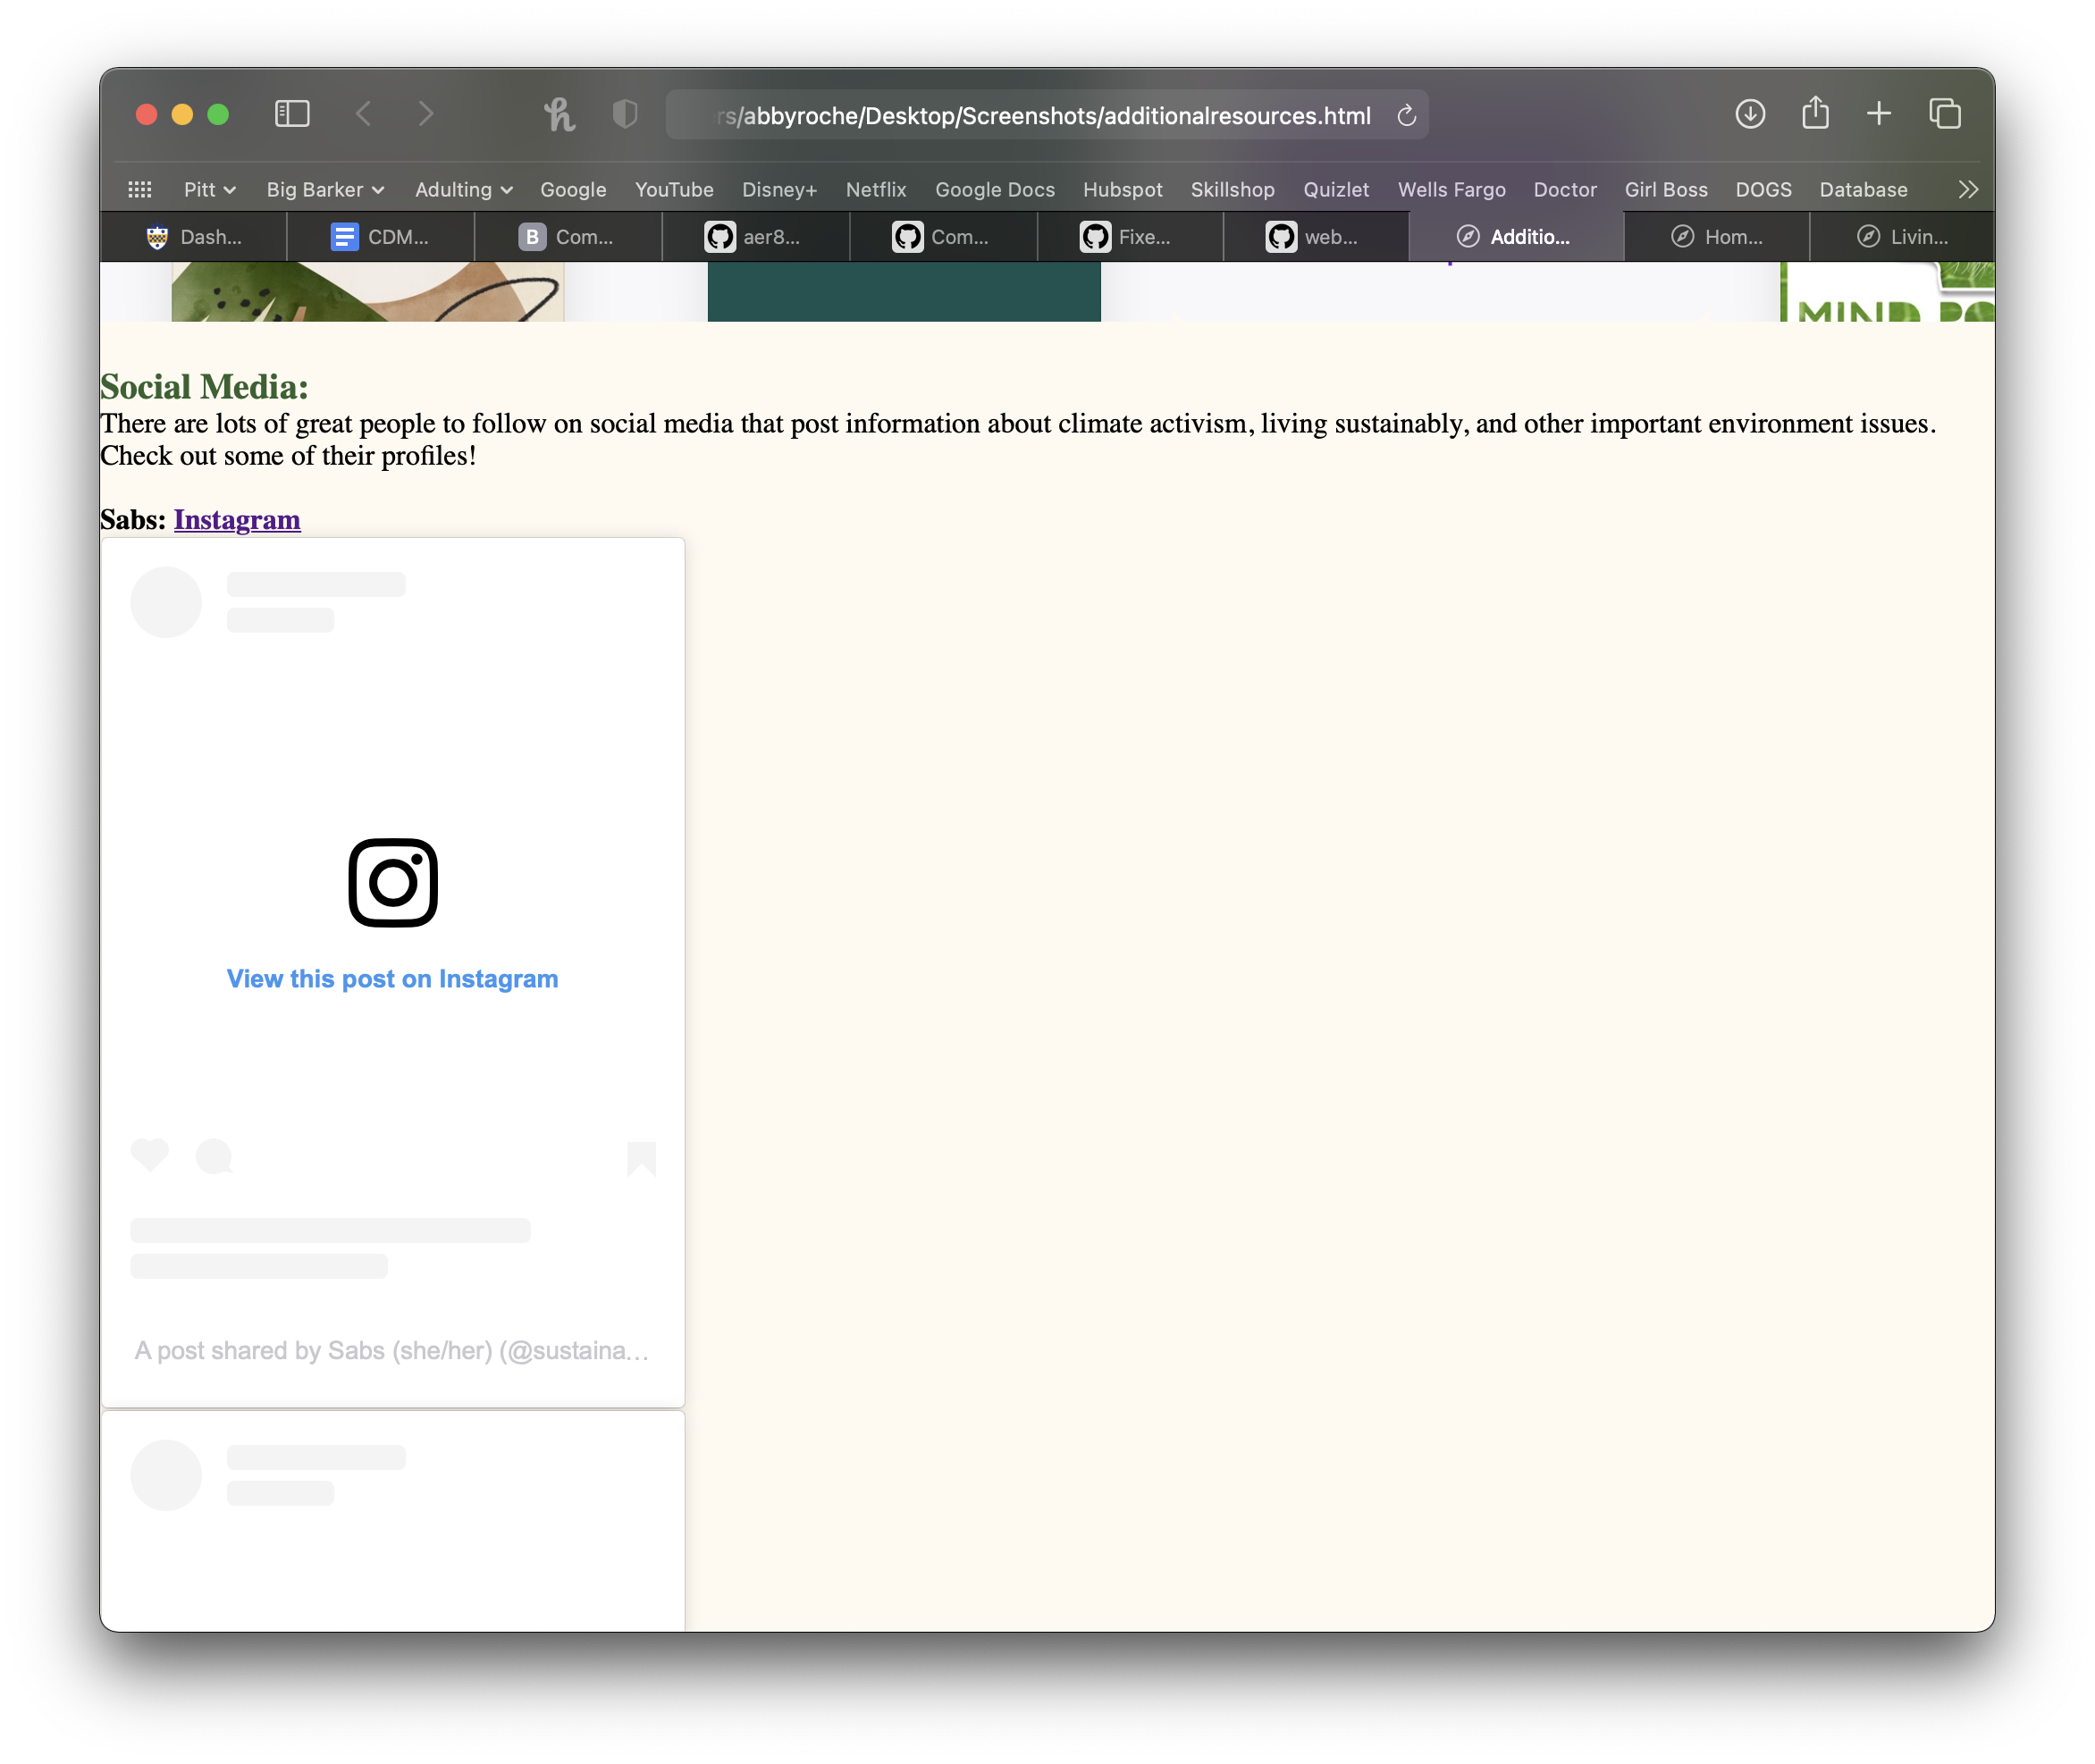 rs/abbyroche/Desktop/Screenshots/additionalresources.html
Pitt Big Barker Adulting Google YouTube Disney+ Netflix Google Docs Hubspot Skillshop Quizlet Wells Fargo Doctor Girl Boss DOGS Database
Dash... CDM... B Com... aer8... Com... Fixe... web... Additio... Hom... Livin...
MIND
Social Media:
There are lots of great people to follow on social media that post information about climate activism, living sustainably, and other important environment issues.
Check out some of their profiles!
Sabs: Instagram
View this post on Instagram
A post shared by Sabs (she/her) (@sustaina...